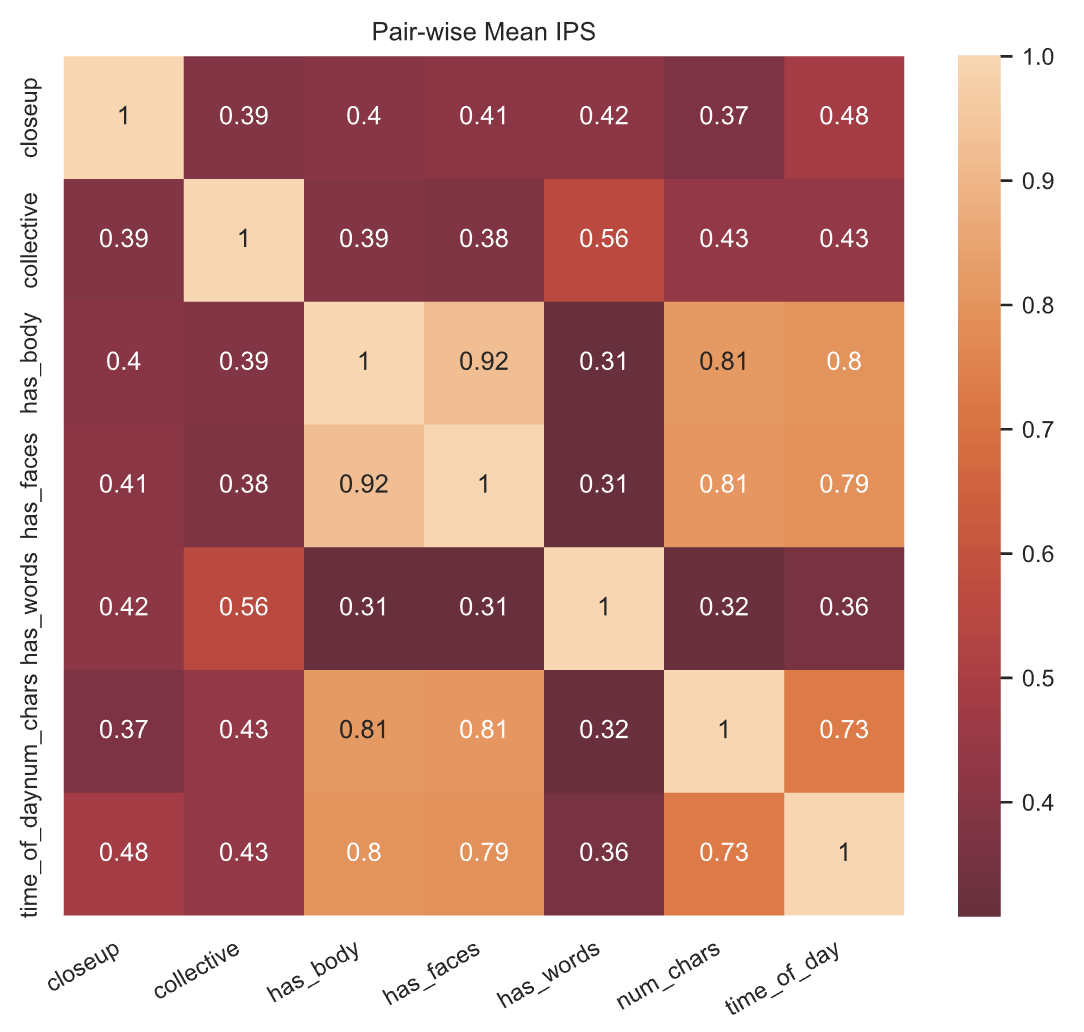 Pair-wise Mean IPS
closeup 1 0.39 0.4 0.41 0.42 0.37 0.48
collective 0.39 1 0.39 0.38 0.56 0.43 0.43
has_body 0.4 0.39 1 0.92 0.31 0.81 0.8
has_faces 0.41 0.38 0.92 1 0.31 0.81 0.79
has_words 0.42 0.56 0.31 0.31 1 0.32 0.36
num_chars 0.37 0.43 0.81 0.81 0.32 1 0.73
time_of_day 0.48 0.43 0.8 0.79 0.36 0.73 1
closeup collective has_body has_faces has_words num_chars time_of_day
1.0
0.9
0.8
0.7
0.6
0.5
0.4